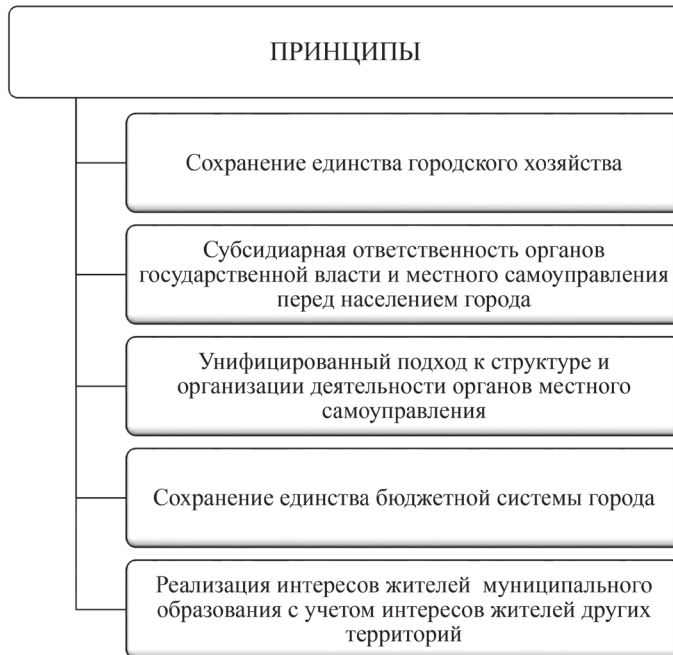 ПРИНЦИПЫ
Сохранение единства городского хозяйства
Субсидиарная ответственность органов
государственной власти и местного самоуправления
перед населением города
Унифицированный подход к структуре и
организации деятельности органов местного
самоуправления
Сохранение единства бюджетной системы города
Реализация интересов жителей муниципального
образования с учетом интересов жителей других
территорий